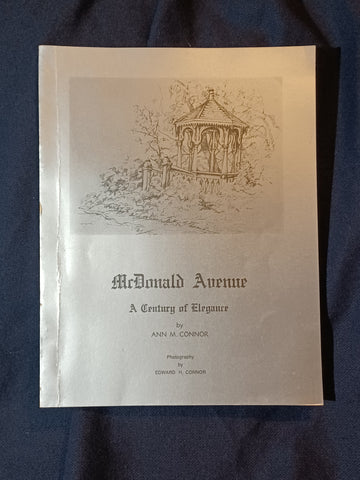 McDonald Avenue
A Century of Elegance
by
ANN M. CONNOR
Photography
by
EDWARD H. CONNOR